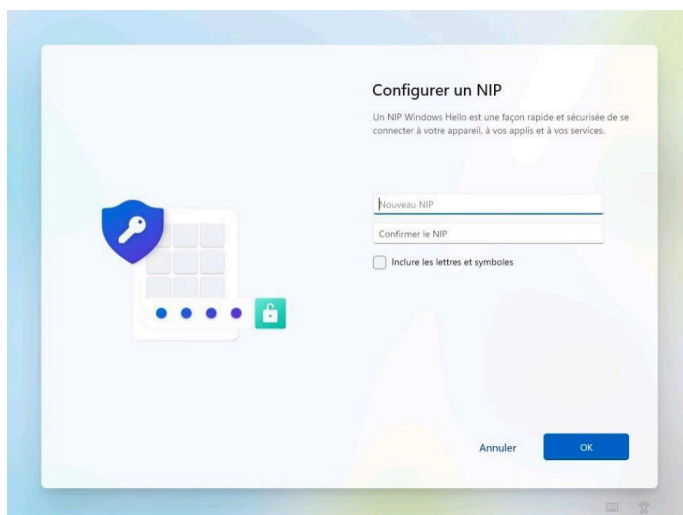 Configurer un NIP
Un NIP Windows Hello est une façon rapide et sécurisée de se
connecter à votre appareil, à vos applis et à vos services.
Nouveau NIP
Confirmer le NIP
Inclure les lettres et symboles
Annuler
OK